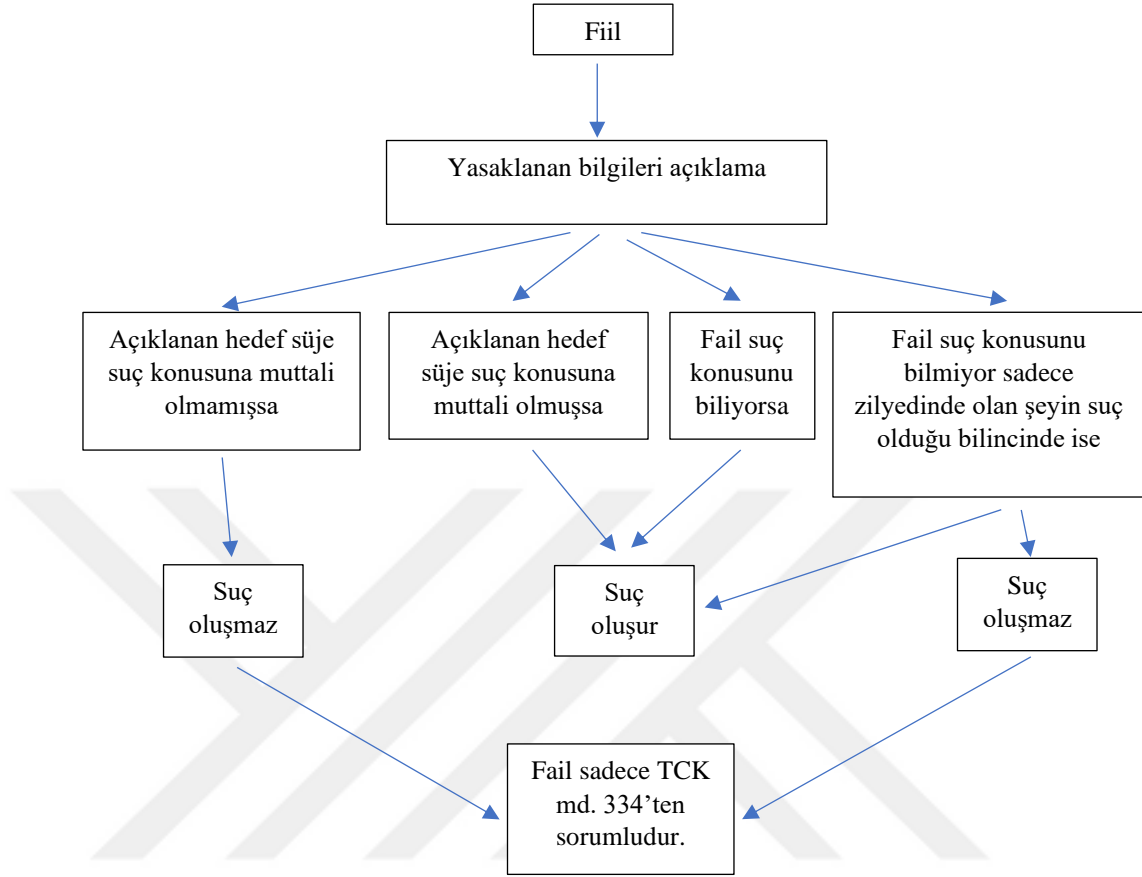 Fiil
Yasaklanan bilgileri açıklama
Açıklanan hedef süje
suç konusuna muttali
olmamışsa
Açıklanan hedef
süje suç konusuna
muttali olmuşsa
Fail suç
konusunu
biliyorsa
Fail suç konusunu
bilmiyor sadece
zilyedinde olan şeyin suç
olduğu bilincinde ise
Suç
oluşmaz
Suç
oluşur
Suç
oluşmaz
Fail sadece TCK
md. 334’ten
sorumludur.